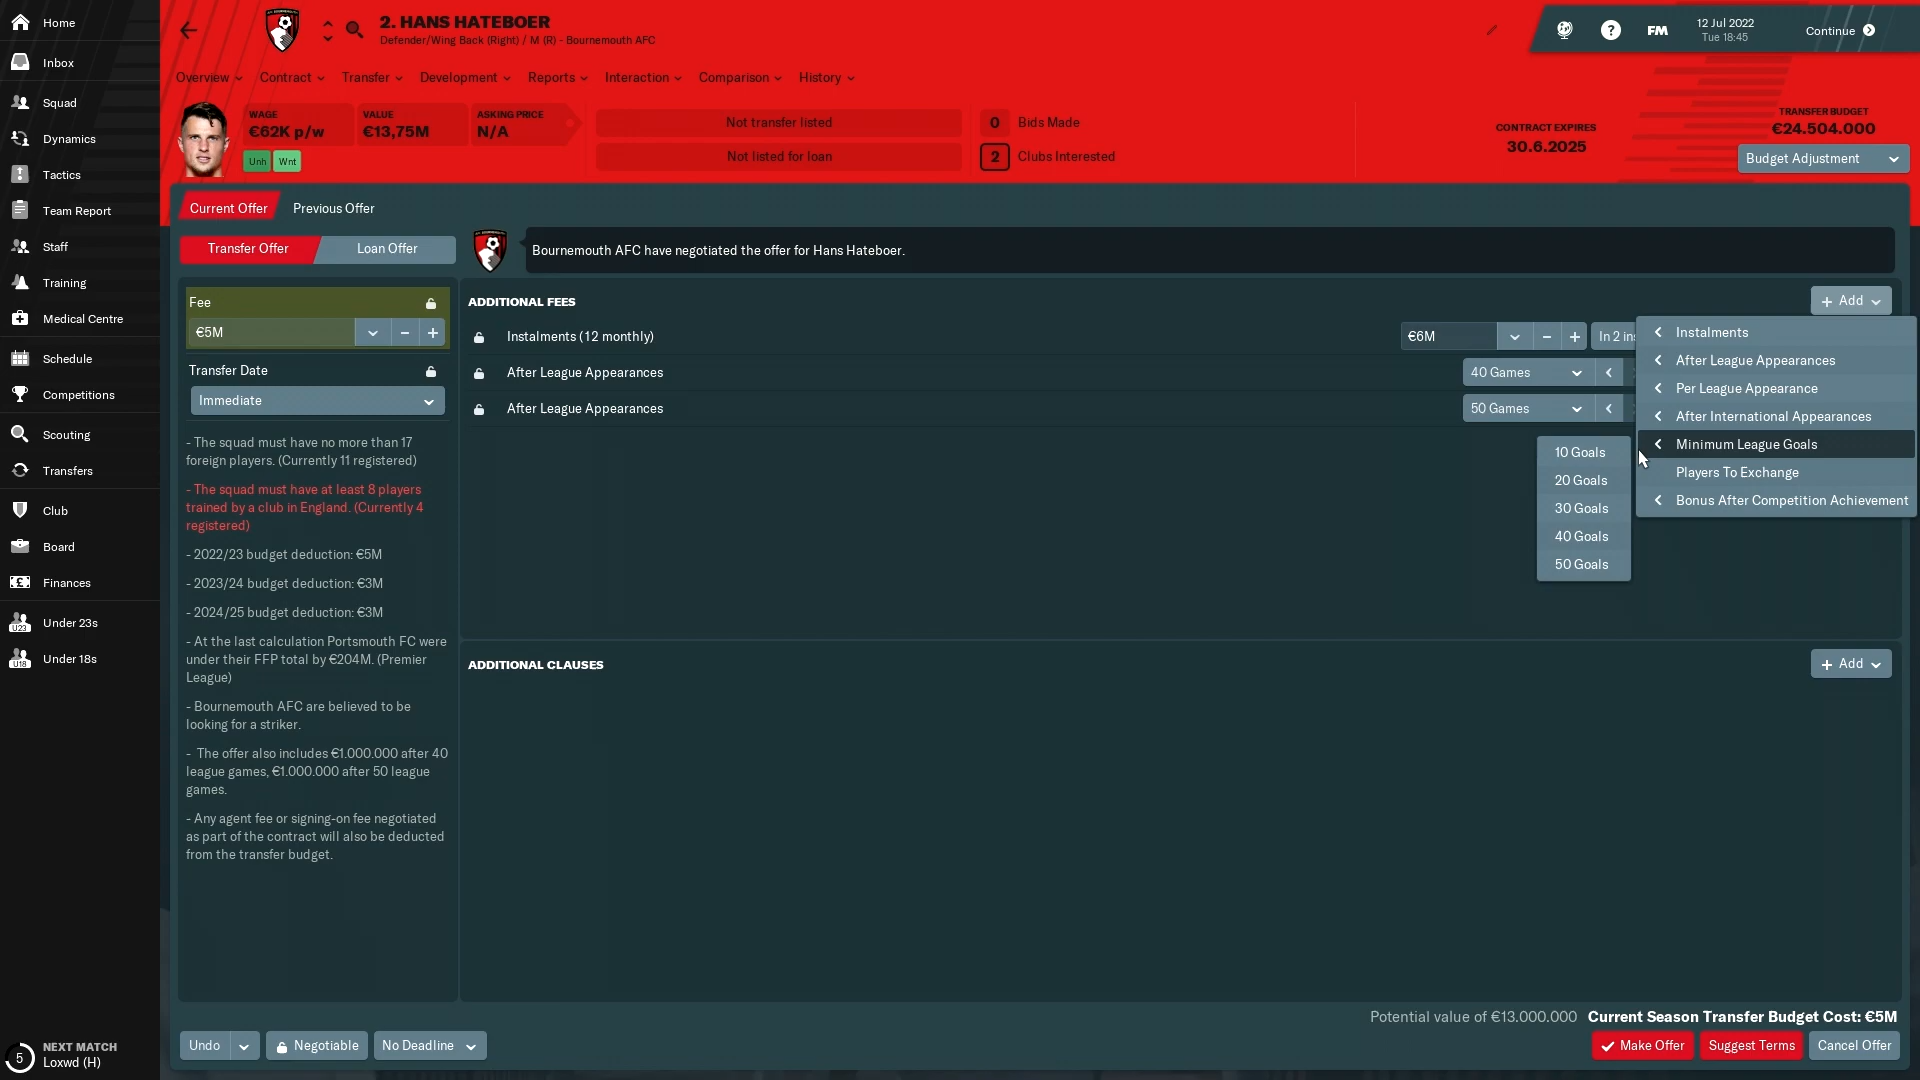 Home
Inbox
Squad
Dynamics
Tactics
Team Report
Staff
Training
Medical Centre
Schedule
Competitions
Scouting
Transfers
Club
Board
Finances
U23
Under 23s
U18
Under 18s
5
NEXT MATCH
Loxwd (H)
2. HANS HATEBOER
Defender/Wing Back (Right) / M (R) - Bournemouth AFC
FM
12 Jul 2022
Tue 18:45
Continue
Overview
Contract
Transfer
Development
Reports
Interaction
Comparison
History
WAGE
€62K p/w
VALUE
€13,75M
ASKING PRICE
N/A
Unh
Wnt
Not transfer listed
Not listed for loan
0 Bids Made
2 Clubs Interested
CONTRACT EXPIRES
30.6.2025
TRANSFER BUDGET
€24.504.000
Budget Adjustment
Current Offer
Previous Offer
Transfer Offer
Loan Offer
Bournemouth AFC have negotiated the offer for Hans Hateboer.
Fee
€5M
Transfer Date
Immediate
- The squad must have no more than 17
foreign players. (Currently 11 registered)
- The squad must have at least 8 players
trained by a club in England. (Currently 4
registered)
- 2022/23 budget deduction: €5M
- 2023/24 budget deduction: €3M
- 2024/25 budget deduction: €3M
- At the last calculation Portsmouth FC were
under their FFP total by €204M. (Premier
League)
- Bournemouth AFC are believed to be
looking for a striker.
- The offer also includes €1.000.000 after 40
league games, €1.000.000 after 50 league
games.
- Any agent fee or signing-on fee negotiated
as part of the contract will also be deducted
from the transfer budget.
ADDITIONAL FEES
+ Add
Instalments (12 monthly)
€6M
In 2 ins
After League Appearances
40 Games
After League Appearances
50 Games
Instalments
After League Appearances
Per League Appearance
After International Appearances
Minimum League Goals
Players To Exchange
Bonus After Competition Achievement
10 Goals
20 Goals
30 Goals
40 Goals
50 Goals
ADDITIONAL CLAUSES
+ Add
Potential value of €13.000.000
Current Season Transfer Budget Cost: €5M
Undo
Negotiable
No Deadline
Make Offer
Suggest Terms
Cancel Offer